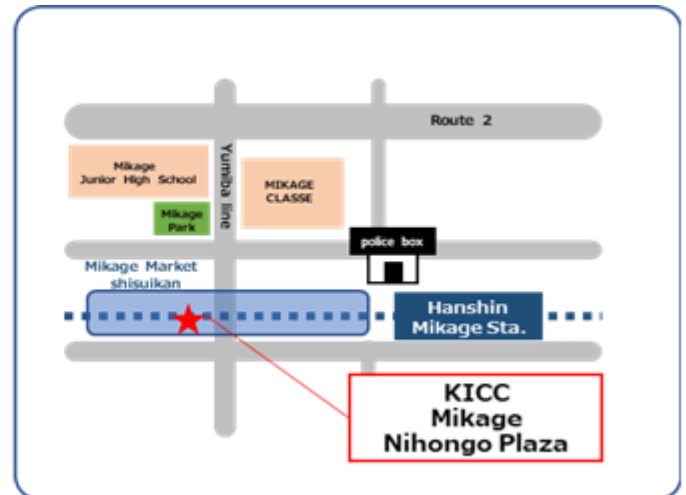 Route 2
Mikage
Junior High School
Yumiba line
MIKAGE
CLASSE
Mikage
Park
police box
Mikage Market
shisuikan
Hanshin
Mikage Sta.
KICC
Mikage
Nihongo Plaza